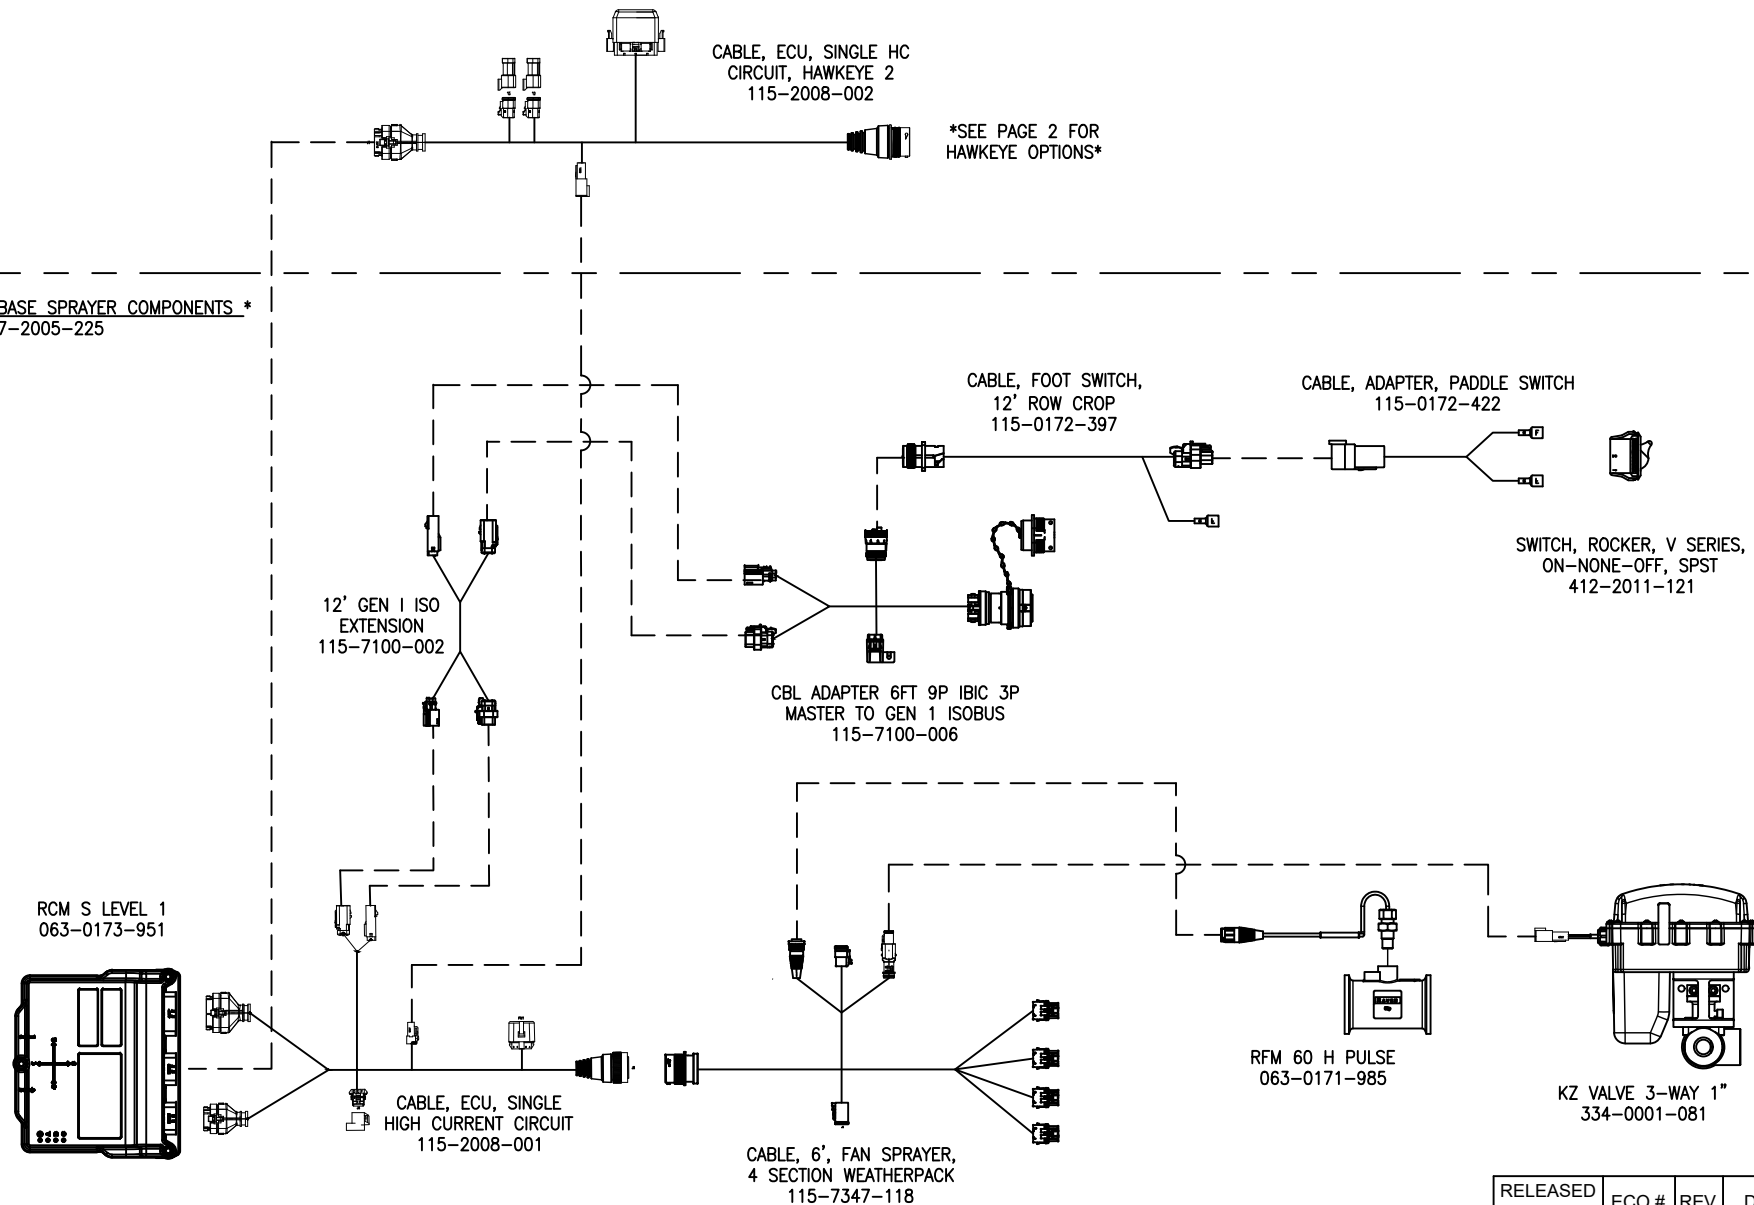 CABLE, ECU, SINGLE HC
CIRCUIT, HAWKEYE 2
115-2008-002
*SEE PAGE 2 FOR
HAWKEYE OPTIONS*
BASE SPRAYER COMPONENTS *
7-2005-225
CABLE, FOOT SWITCH,
12' ROW CROP
115-0172-397
CABLE, ADAPTER, PADDLE SWITCH
115-0172-422
SWITCH, ROCKER, V SERIES,
ON-NONE-OFF, SPST
412-2011-121
12' GEN I ISO
EXTENSION
115-7100-002
CBL ADAPTER 6FT 9P IBIC 3P
MASTER TO GEN 1 ISOBUS
115-7100-006
RCM S LEVEL 1
063-0173-951
CABLE, ECU, SINGLE
HIGH CURRENT CIRCUIT
115-2008-001
CABLE, 6', FAN SPRAYER,
4 SECTION WEATHERPACK
115-7347-118
RFM 60 H PULSE
063-0171-985
KZ VALVE 3-WAY 1"
334-0001-081
RELEASED
ECO # REV D